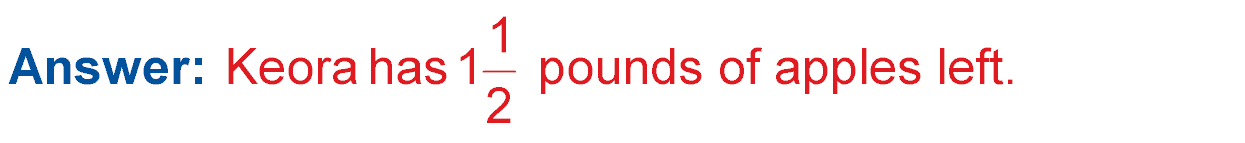 Answer: Keora has 1 1/2 pounds of apples left.